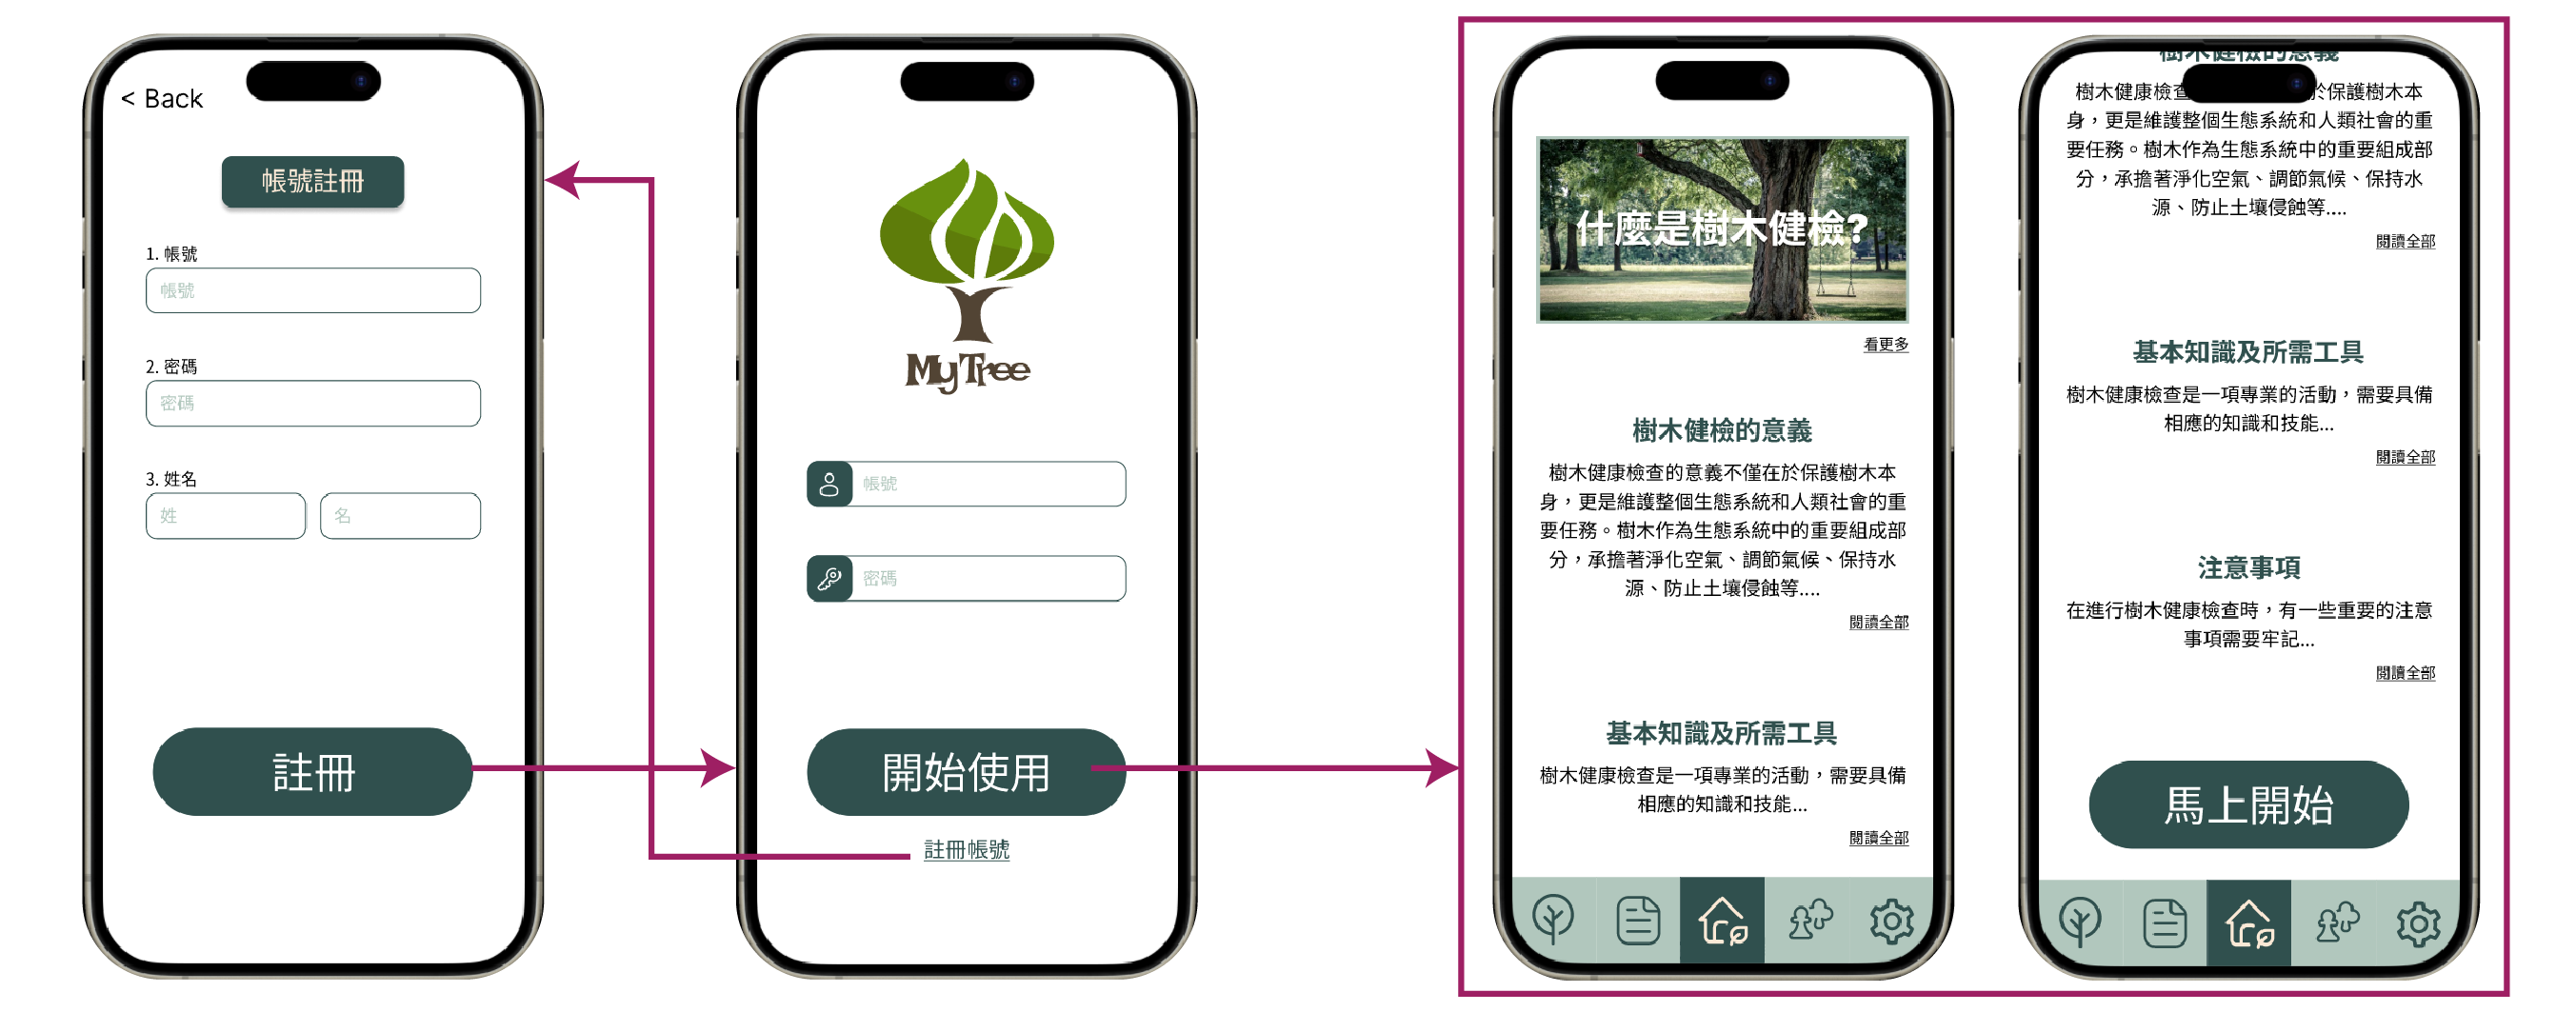 < Back
帳號註冊
1. 帳號
帳號
2. 密碼
密碼
3. 姓名
姓
名
註冊
MyTree
帳號
密碼
開始使用
註冊帳號
什麼是樹木健檢?
看更多
樹木健檢的意義
樹木健康檢查的意義不僅在於保護樹木本
身，更是維護整個生態系統和人類社會的重
要任務。樹木作為生態系統中的重要組成部
分，承擔著淨化空氣、調節氣候、保持水
源、防止土壤侵蝕等....
閱讀全部
基本知識及所需工具
樹木健康檢查是一項專業的活動，需要具備
相應的知識和技能...
閱讀全部
樹木健檢的意義
樹木健康檢查 於保護樹木本
身，更是維護整個生態系統和人類社會的重
要任務。樹木作為生態系統中的重要組成部
分，承擔著淨化空氣、調節氣候、保持水
源、防止土壤侵蝕等....
閱讀全部
基本知識及所需工具
樹木健康檢查是一項專業的活動，需要具備
相應的知識和技能...
閱讀全部
注意事項
在進行樹木健康檢查時，有一些重要的注意
事項需要牢記...
閱讀全部
馬上開始